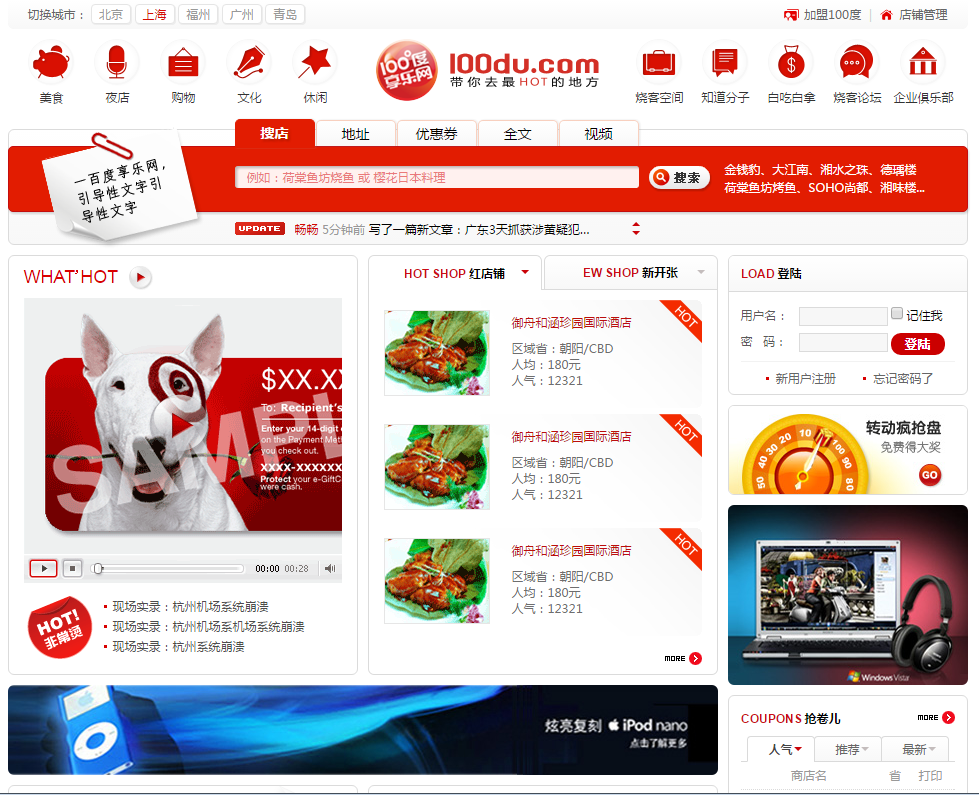 切换城市： 北京 上海 福州 广州 青岛 加盟100度 店铺管理
美食 夜店 购物 文化 休闲
100°度 享乐网
100du.com
带你去最HOT的地方
烧客空间 知道分子 白吃白拿 烧客论坛 企业俱乐部
一百度享乐网，
引导性文字引
导性文字
搜店 地址 优惠券 全文 视频
例如：荷棠鱼坊烧鱼 或 樱花日本料理 搜索
金钱豹、大江南、湘水之珠、德瑀楼
荷棠鱼坊烤鱼、SOHO尚都、湘味楼...
UPDATE 畅畅 5分钟前 写了一篇新文章：广东3天抓获涉黄疑犯...
WHAT'HOT
$XX.X
To: Recipient's
Enter your 14-digit
on the Payment Met
you check out.
XXXX-XXXXXX
Protect your e-GiftC
were cash.
SAMPL
00:00 00:28
HOT! 非常烫
现场实录：杭州机场系统崩溃
现场实录：杭州机场系机场系统崩溃
现场实录：杭州系统崩溃
HOT SHOP 红店铺 EW SHOP 新开张
HOT
御舟和涵珍园国际酒店
区域省：朝阳/CBD
人均：180元
人气：12321
HOT
御舟和涵珍园国际酒店
区域省：朝阳/CBD
人均：180元
人气：12321
HOT
御舟和涵珍园国际酒店
区域省：朝阳/CBD
人均：180元
人气：12321
MORE
LOAD 登陆
用户名： 记住我
密 码： 登陆
新用户注册 忘记密码了
50 40 30 20 10 100 90 80
转动疯抢盘
免费得大奖
GO
Windows Vista
炫亮复刻 iPod nano
点击了解更多
COUPONS 抢卷儿 MORE
人气 推荐 最新
商店名 省 打印